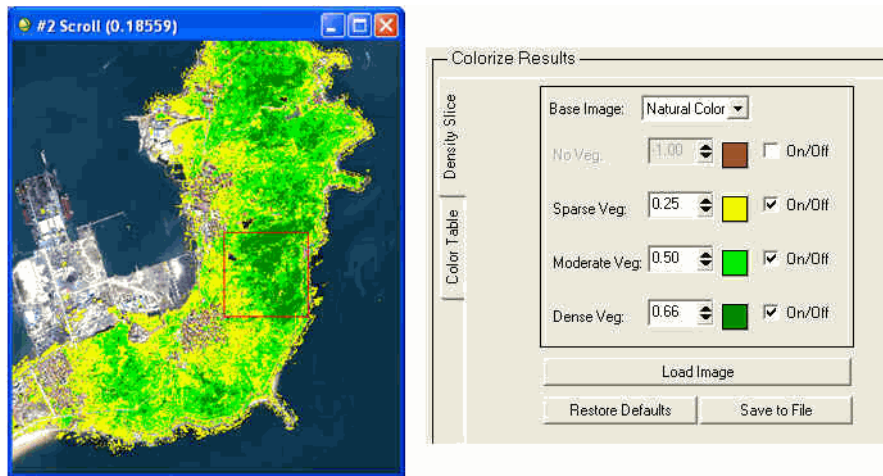 #2 Scroll (0.18559)
Colorize Results
Density Slice
Color Table
Base Image: Natural Color
No Veg. -1.00 On/Off
Sparse Veg: 0.25 On/Off
Moderate Veg: 0.50 On/Off
Dense Veg: 0.66 On/Off
Load Image
Restore Defaults Save to File